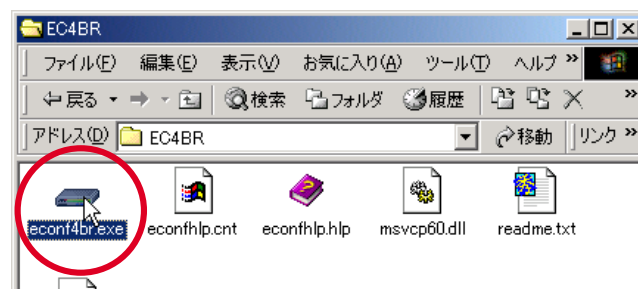 EC4BR
ファイル(F) 編集(E) 表示(V) お気に入り(A) ツール(T) ヘルプ »
戻る 検索 フォルダ 履歴 »
アドレス(D) EC4BR 移動 リンク »
econf4br.exe econfhlp.cnt econfhlp.hlp msvcp60.dll readme.txt